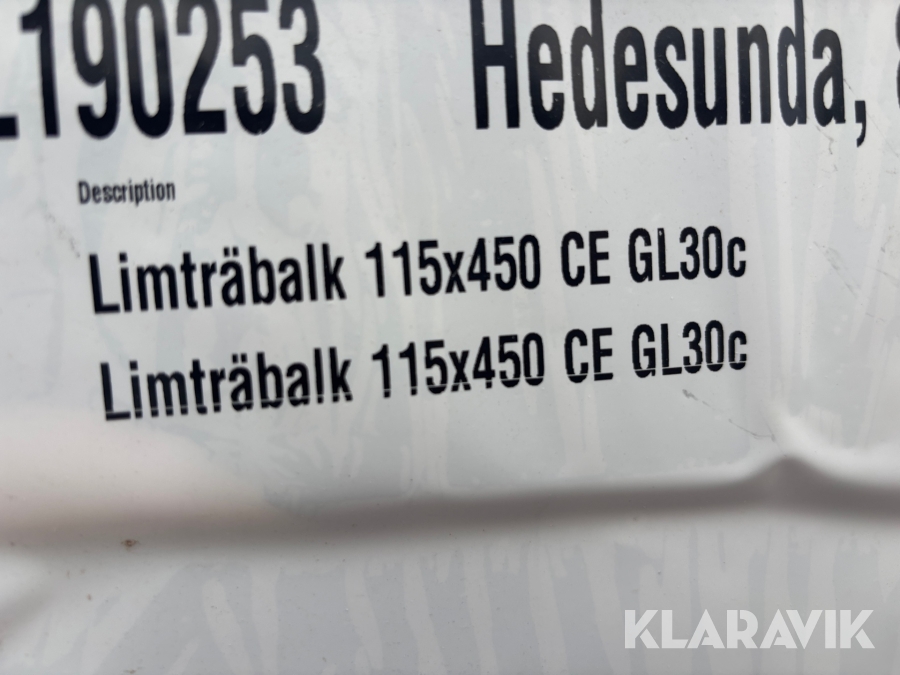 190253 Hedesunda,
Description
Limträbalk 115x450 CE GL30c
Limträbalk 115x450 CE GL30c
KLARAVIK